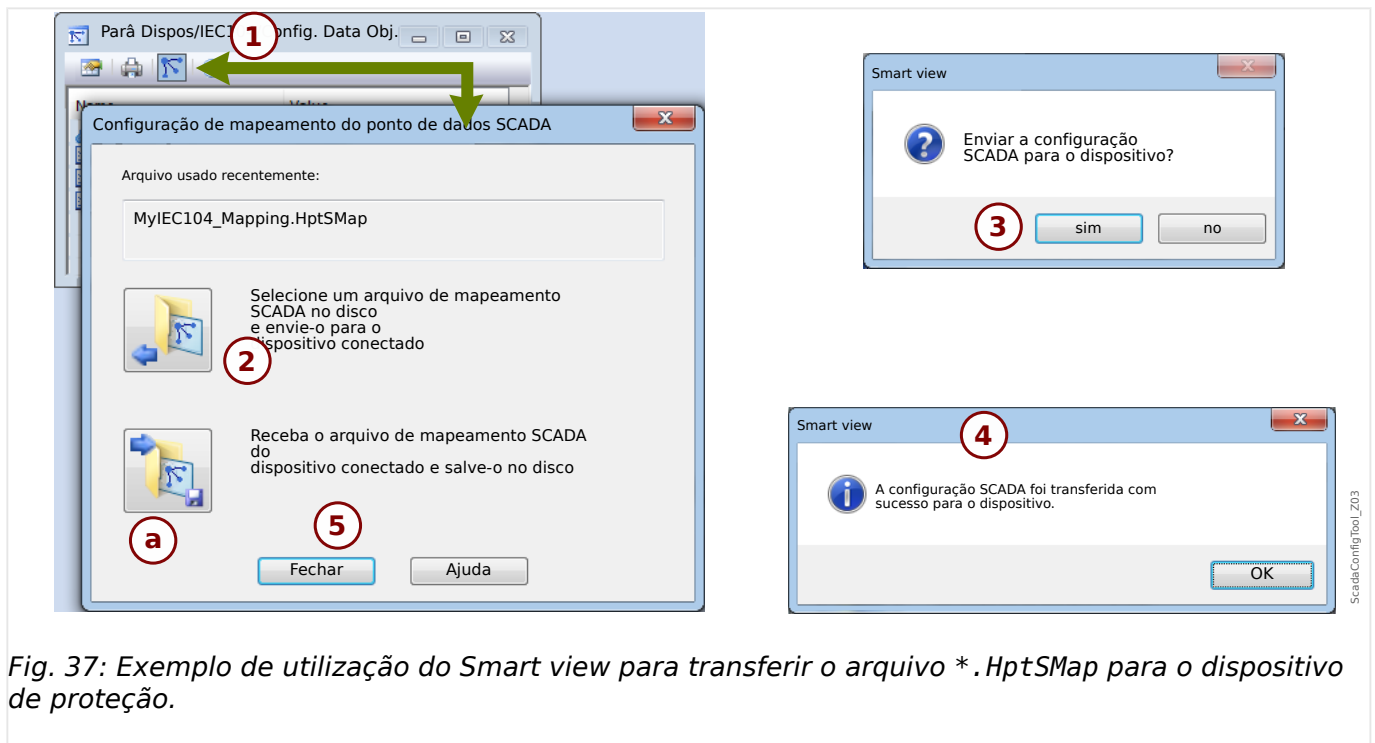 Parâ Dispos/IEC1 onfig. Data Obj.
1
Name Value
Configuração de mapeamento do ponto de dados SCADA
Arquivo usado recentemente:
MyIEC104_Mapping.HptSMap
Selecione um arquivo de mapeamento
SCADA no disco
e envie-o para o
dispositivo conectado
2
Receba o arquivo de mapeamento SCADA
do
dispositivo conectado e salve-o no disco
a
5
Fechar
Ajuda
Smart view
Enviar a configuração
SCADA para o dispositivo?
3
sim
no
Smart view
4
A configuração SCADA foi transferida com
sucesso para o dispositivo.
OK
ScadaConfigTool_Z03
Fig. 37: Exemplo de utilização do Smart view para transferir o arquivo *.HptSMap para o dispositivo
de proteção.